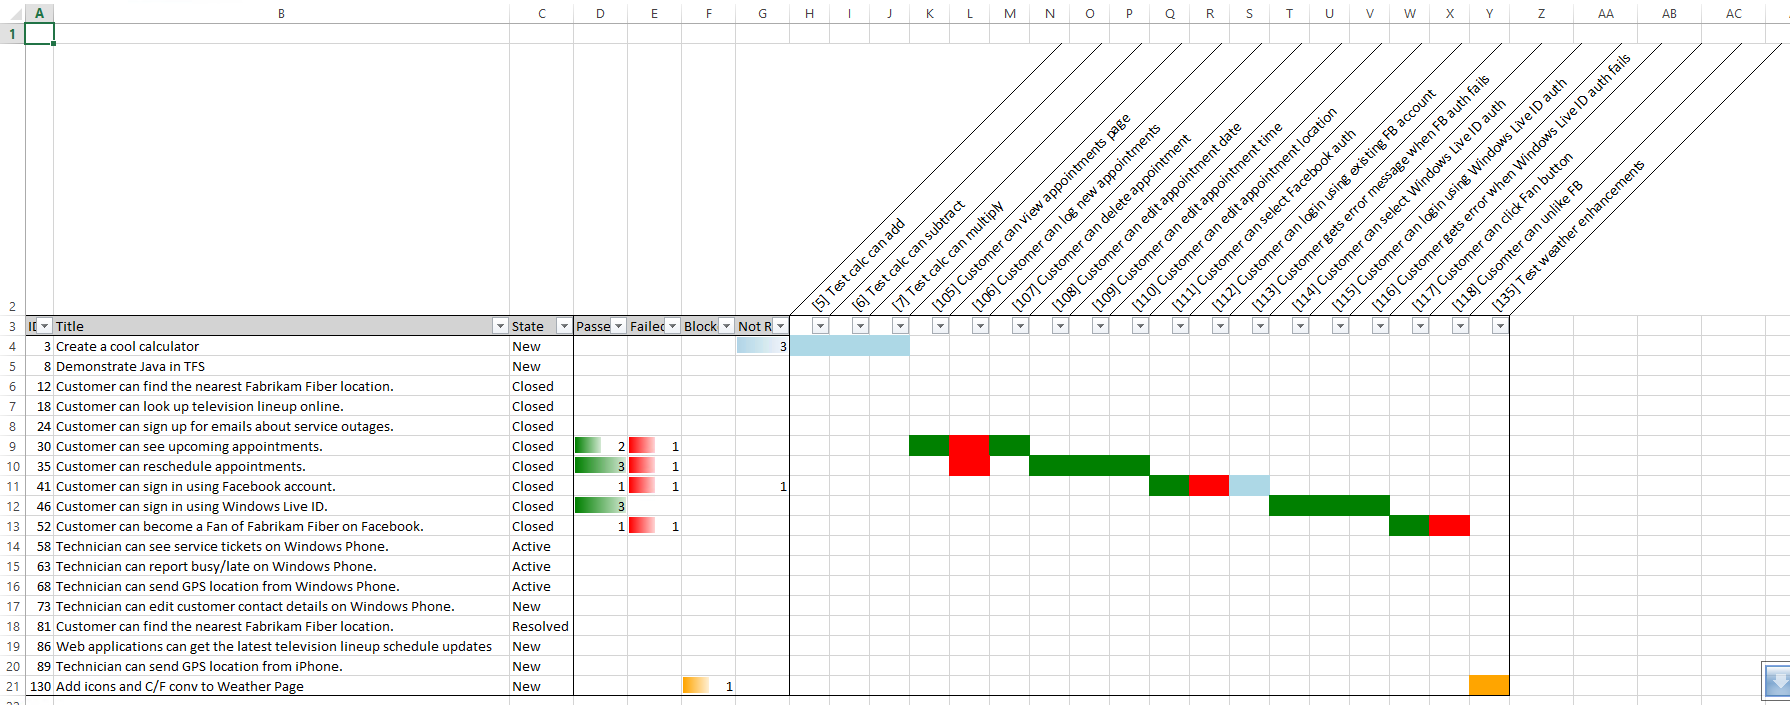 A B C D E F G H I J K L M N O P Q R S T U V W X Y Z AA AB AC
1
2 [5] Test calc can add
[6] Test calc can subtract
[7] Test calc can multiply
[105] Customer can view appointments page
[106] Customer can log new appointments
[107] Customer can delete appointment
[108] Customer can edit appointment date
[109] Customer can edit appointment time
[110] Customer can edit appointment location
[111] Customer can select Facebook auth
[112] Customer can login using existing FB account
[113] Customer gets error message when FB auth fails
[114] Customer can select Windows Live ID auth
[115] Customer can login using Windows Live ID auth
[116] Customer gets error when Windows Live ID auth fails
[117] Customer can click Fan button
[118] Cusomter can unlike FB
[135] Test weather enhancements
3 ID Title State Passe Failed Block Not R
4 3 Create a cool calculator New 3
5 8 Demonstrate Java in TFS New
6 12 Customer can find the nearest Fabrikam Fiber location. Closed
7 18 Customer can look up television lineup online. Closed
8 24 Customer can sign up for emails about service outages. Closed
9 30 Customer can see upcoming appointments. Closed 2 1
10 35 Customer can reschedule appointments. Closed 3 1
11 41 Customer can sign in using Facebook account. Closed 1 1 1
12 46 Customer can sign in using Windows Live ID. Closed 3
13 52 Customer can become a Fan of Fabrikam Fiber on Facebook. Closed 1 1
14 58 Technician can see service tickets on Windows Phone. Active
15 63 Technician can report busy/late on Windows Phone. Active
16 68 Technician can send GPS location from Windows Phone. Active
17 73 Technician can edit customer contact details on Windows Phone. New
18 81 Customer can find the nearest Fabrikam Fiber location. Resolved
19 86 Web applications can get the latest television lineup schedule updates New
20 89 Technician can send GPS location from iPhone. New
21 130 Add icons and C/F conv to Weather Page New 1